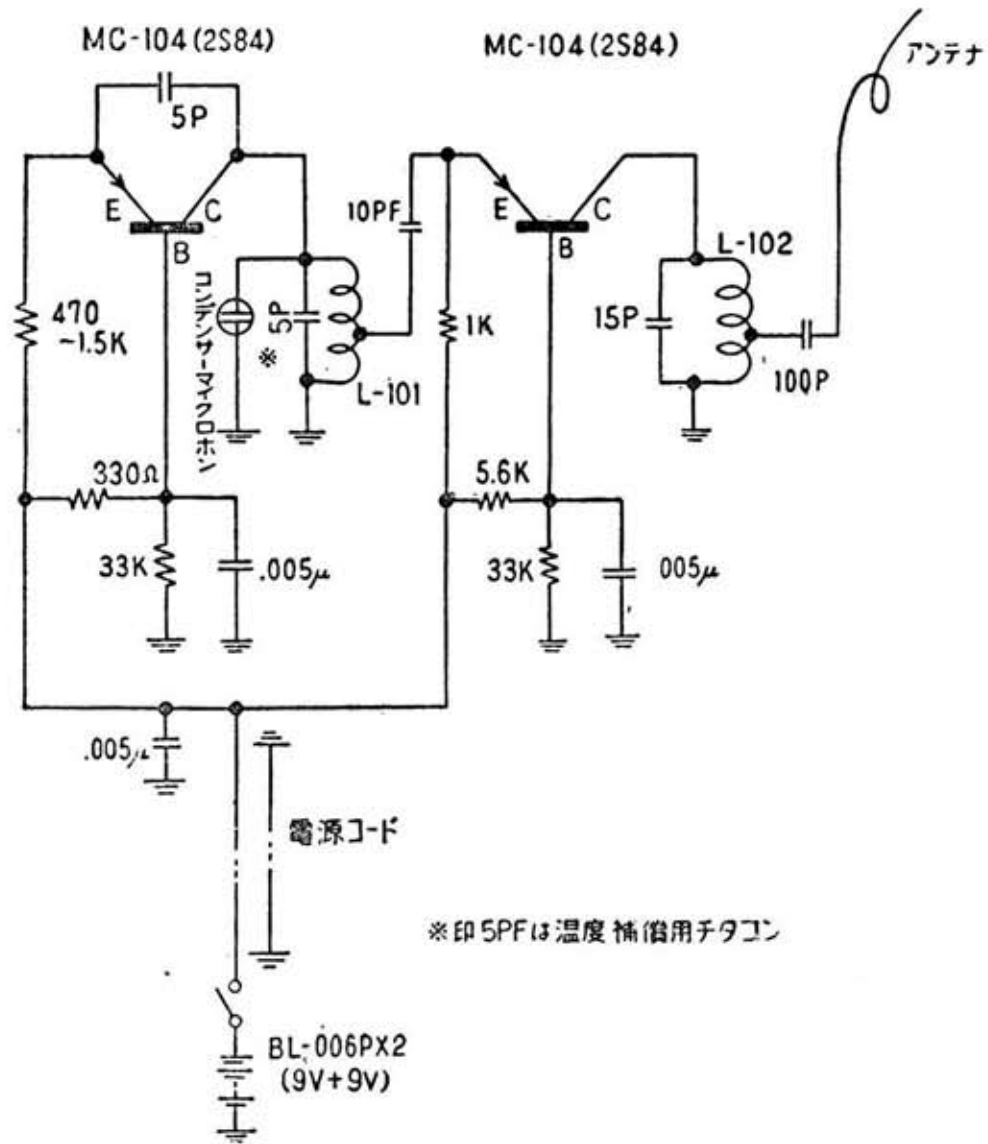 MC-104(2S84)
MC-104(2S84)
アンテナ
5P
E
C
B
10PF
E
C
B
L-102
470
~1.5K
コンデンサーマイクロホン
5P
※
L-101
1K
15P
100P
330Ω
5.6K
33K
.005μ
33K
005μ
.005μ
電源コード
※印5PFは温度補償用チタコン
BL-006PX2
(9V+9V)